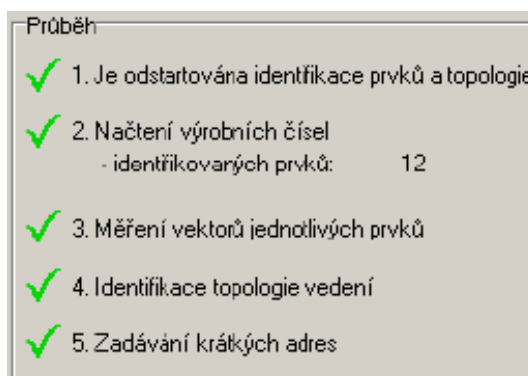 Průběh
1. Je odstartována identifikace prvků a topologie
2. Načtení výrobních čísel
- identifikovaných prvků: 12
3. Měření vektorů jednotlivých prvků
4. Identifikace topologie vedení
5. Zadávání krátkých adres